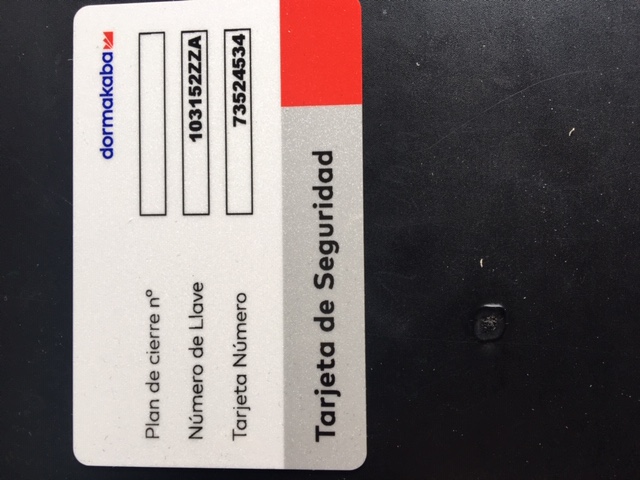 dormakaba
Plan de cierre nº
Número de Llave 103152ZZA
Tarjeta Número 73524534
Tarjeta de Seguridad